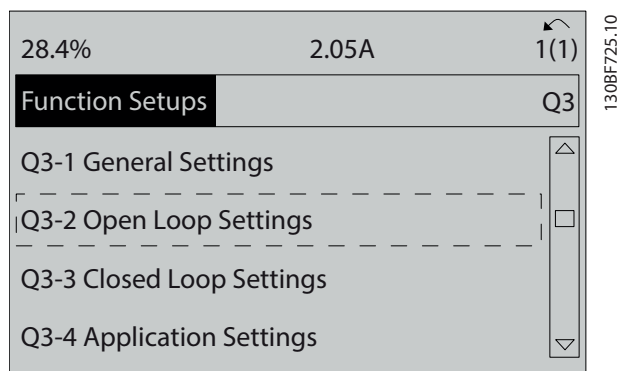 28.4% 2.05A 1(1)
Function Setups Q3
Q3-1 General Settings
Q3-2 Open Loop Settings
Q3-3 Closed Loop Settings
Q3-4 Application Settings
130BF725.10